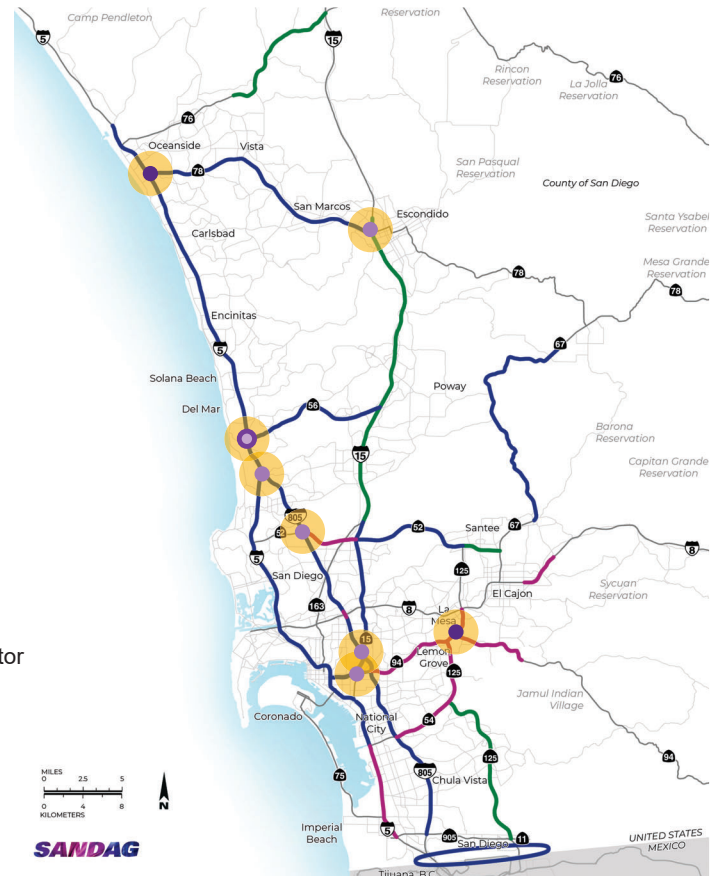 Camp Pendleton
Reservation
5
15
Rincon
Reservation
76
La Jolla
Reservation
76
Oceanside
Vista
78
San Pasqual
Reservation
County of San Diego
San Marcos
Escondido
Carlsbad
Santa Ysabel
Reservation
Mesa Grande
Reservation
78
78
Encinitas
5
67
Solana Beach
Poway
Del Mar
56
Barona
Reservation
15
Capitan Grande
Reservation
805
52
52
Santee
67
5
8
San Diego
125
El Cajon
Sycuan
Reservation
163
8
La
Mesa
15
Lemon
Grove
94
tor
125
Jamul Indian
Village
Coronado
National
City
54
125
94
75
805
Chula Vista
MILES
0 2.5 5
0 4 8
KILOMETERS
N
Imperial
Beach
5
905
San Diego
11
UNITED STATES
MEXICO
SANDAG
Tijuana, B.C.